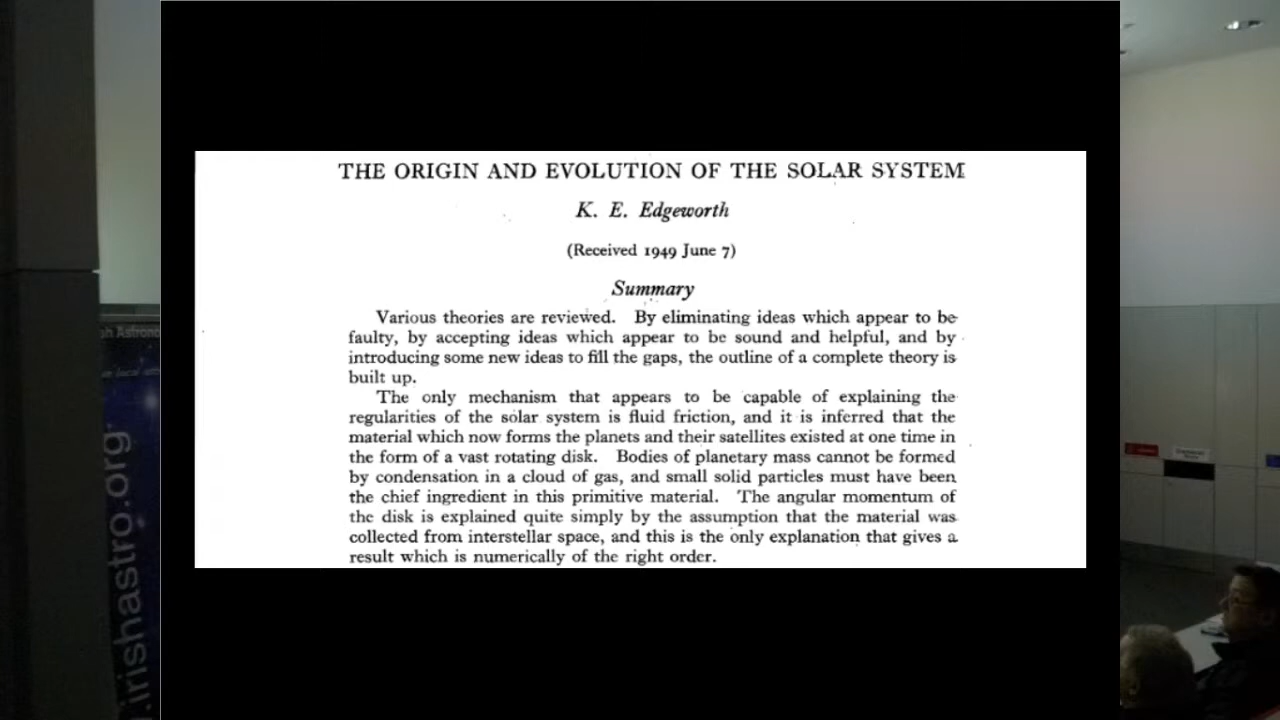 THE ORIGIN AND EVOLUTION OF THE SOLAR SYSTEM
K. E. Edgeworth
(Received 1949 June 7)
Summary
Various theories are reviewed. By eliminating ideas which appear to be
faulty, by accepting ideas which appear to be sound and helpful, and by
introducing some new ideas to fill the gaps, the outline of a complete theory is
built up.
The only mechanism that appears to be capable of explaining the
regularities of the solar system is fluid friction, and it is inferred that the
material which now forms the planets and their satellites existed at one time in
the form of a vast rotating disk. Bodies of planetary mass cannot be formed
by condensation in a cloud of gas, and small solid particles must have been
the chief ingredient in this primitive material. The angular momentum of
the disk is explained quite simply by the assumption that the material was
collected from interstellar space, and this is the only explanation that gives a
result which is numerically of the right order.
.irishastro.org